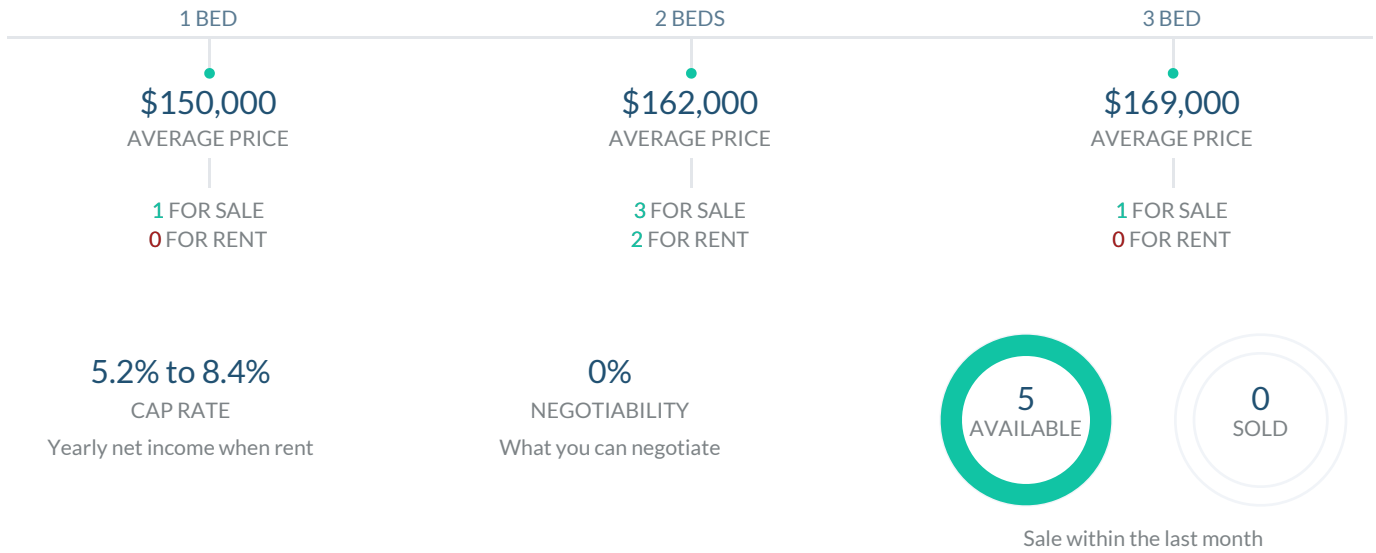 1 BED
$150,000
AVERAGE PRICE
1 FOR SALE
0 FOR RENT
2 BEDS
$162,000
AVERAGE PRICE
3 FOR SALE
2 FOR RENT
3 BED
$169,000
AVERAGE PRICE
1 FOR SALE
0 FOR RENT
5.2% to 8.4%
CAP RATE
Yearly net income when rent
0%
NEGOTIABILITY
What you can negotiate
5
AVAILABLE
0
SOLD
Sale within the last month